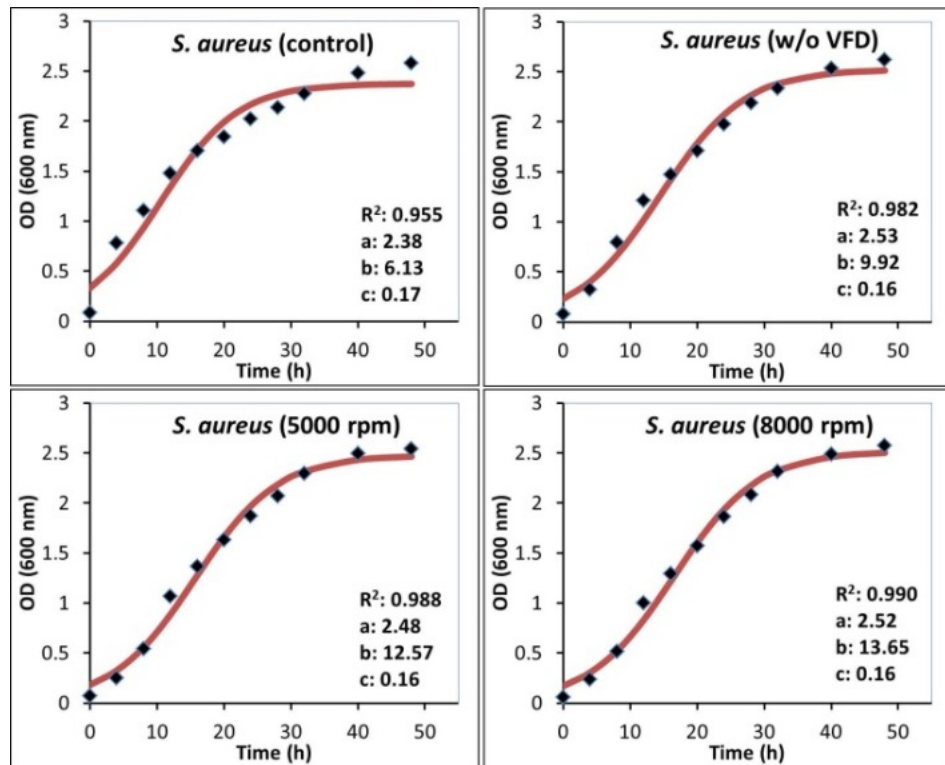 S. aureus (control)
OD (600 nm)
3
2.5
2
1.5
1
0.5
0
R²: 0.955
a: 2.38
b: 6.13
c: 0.17
0 10 20 30 40 50
Time (h)
S. aureus (w/o VFD)
OD (600 nm)
3
2.5
2
1.5
1
0.5
0
R²: 0.982
a: 2.53
b: 9.92
c: 0.16
0 10 20 30 40 50
Time (h)
S. aureus (5000 rpm)
OD (600 nm)
3
2.5
2
1.5
1
0.5
0
R²: 0.988
a: 2.48
b: 12.57
c: 0.16
0 10 20 30 40 50
Time (h)
S. aureus (8000 rpm)
OD (600 nm)
3
2.5
2
1.5
1
0.5
0
R²: 0.990
a: 2.52
b: 13.65
c: 0.16
0 10 20 30 40 50
Time (h)